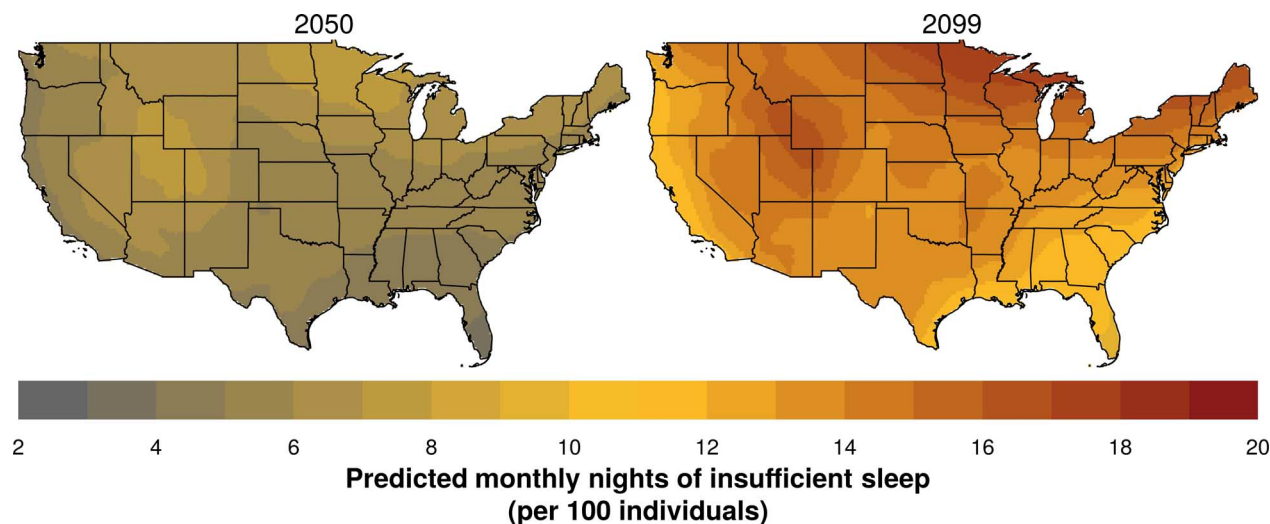 2050
2099
2 4 6 8 10 12 14 16 18 20
Predicted monthly nights of insufficient sleep
(per 100 individuals)